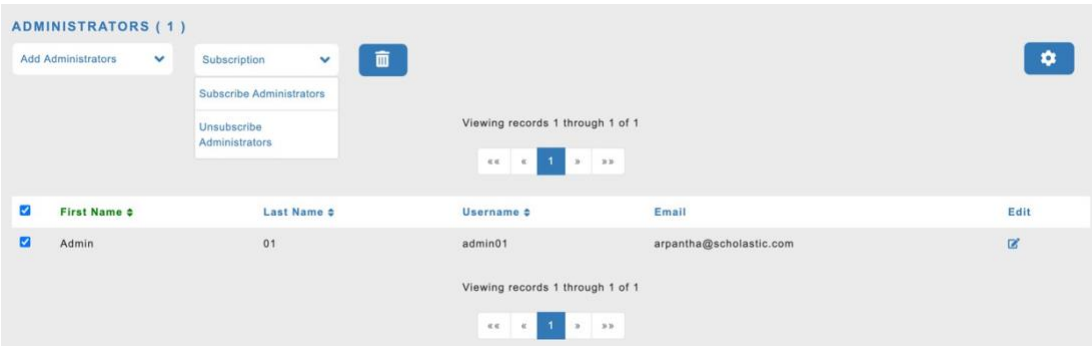 ADMINISTRATORS ( 1 )
Add Administrators
Subscription
Subscribe Administrators
Unsubscribe
Administrators
Viewing records 1 through 1 of 1
«« « 1 » »»
First Name Last Name Username Email Edit
Admin 01 admin01 arpantha@scholastic.com
Viewing records 1 through 1 of 1
«« « 1 » »»